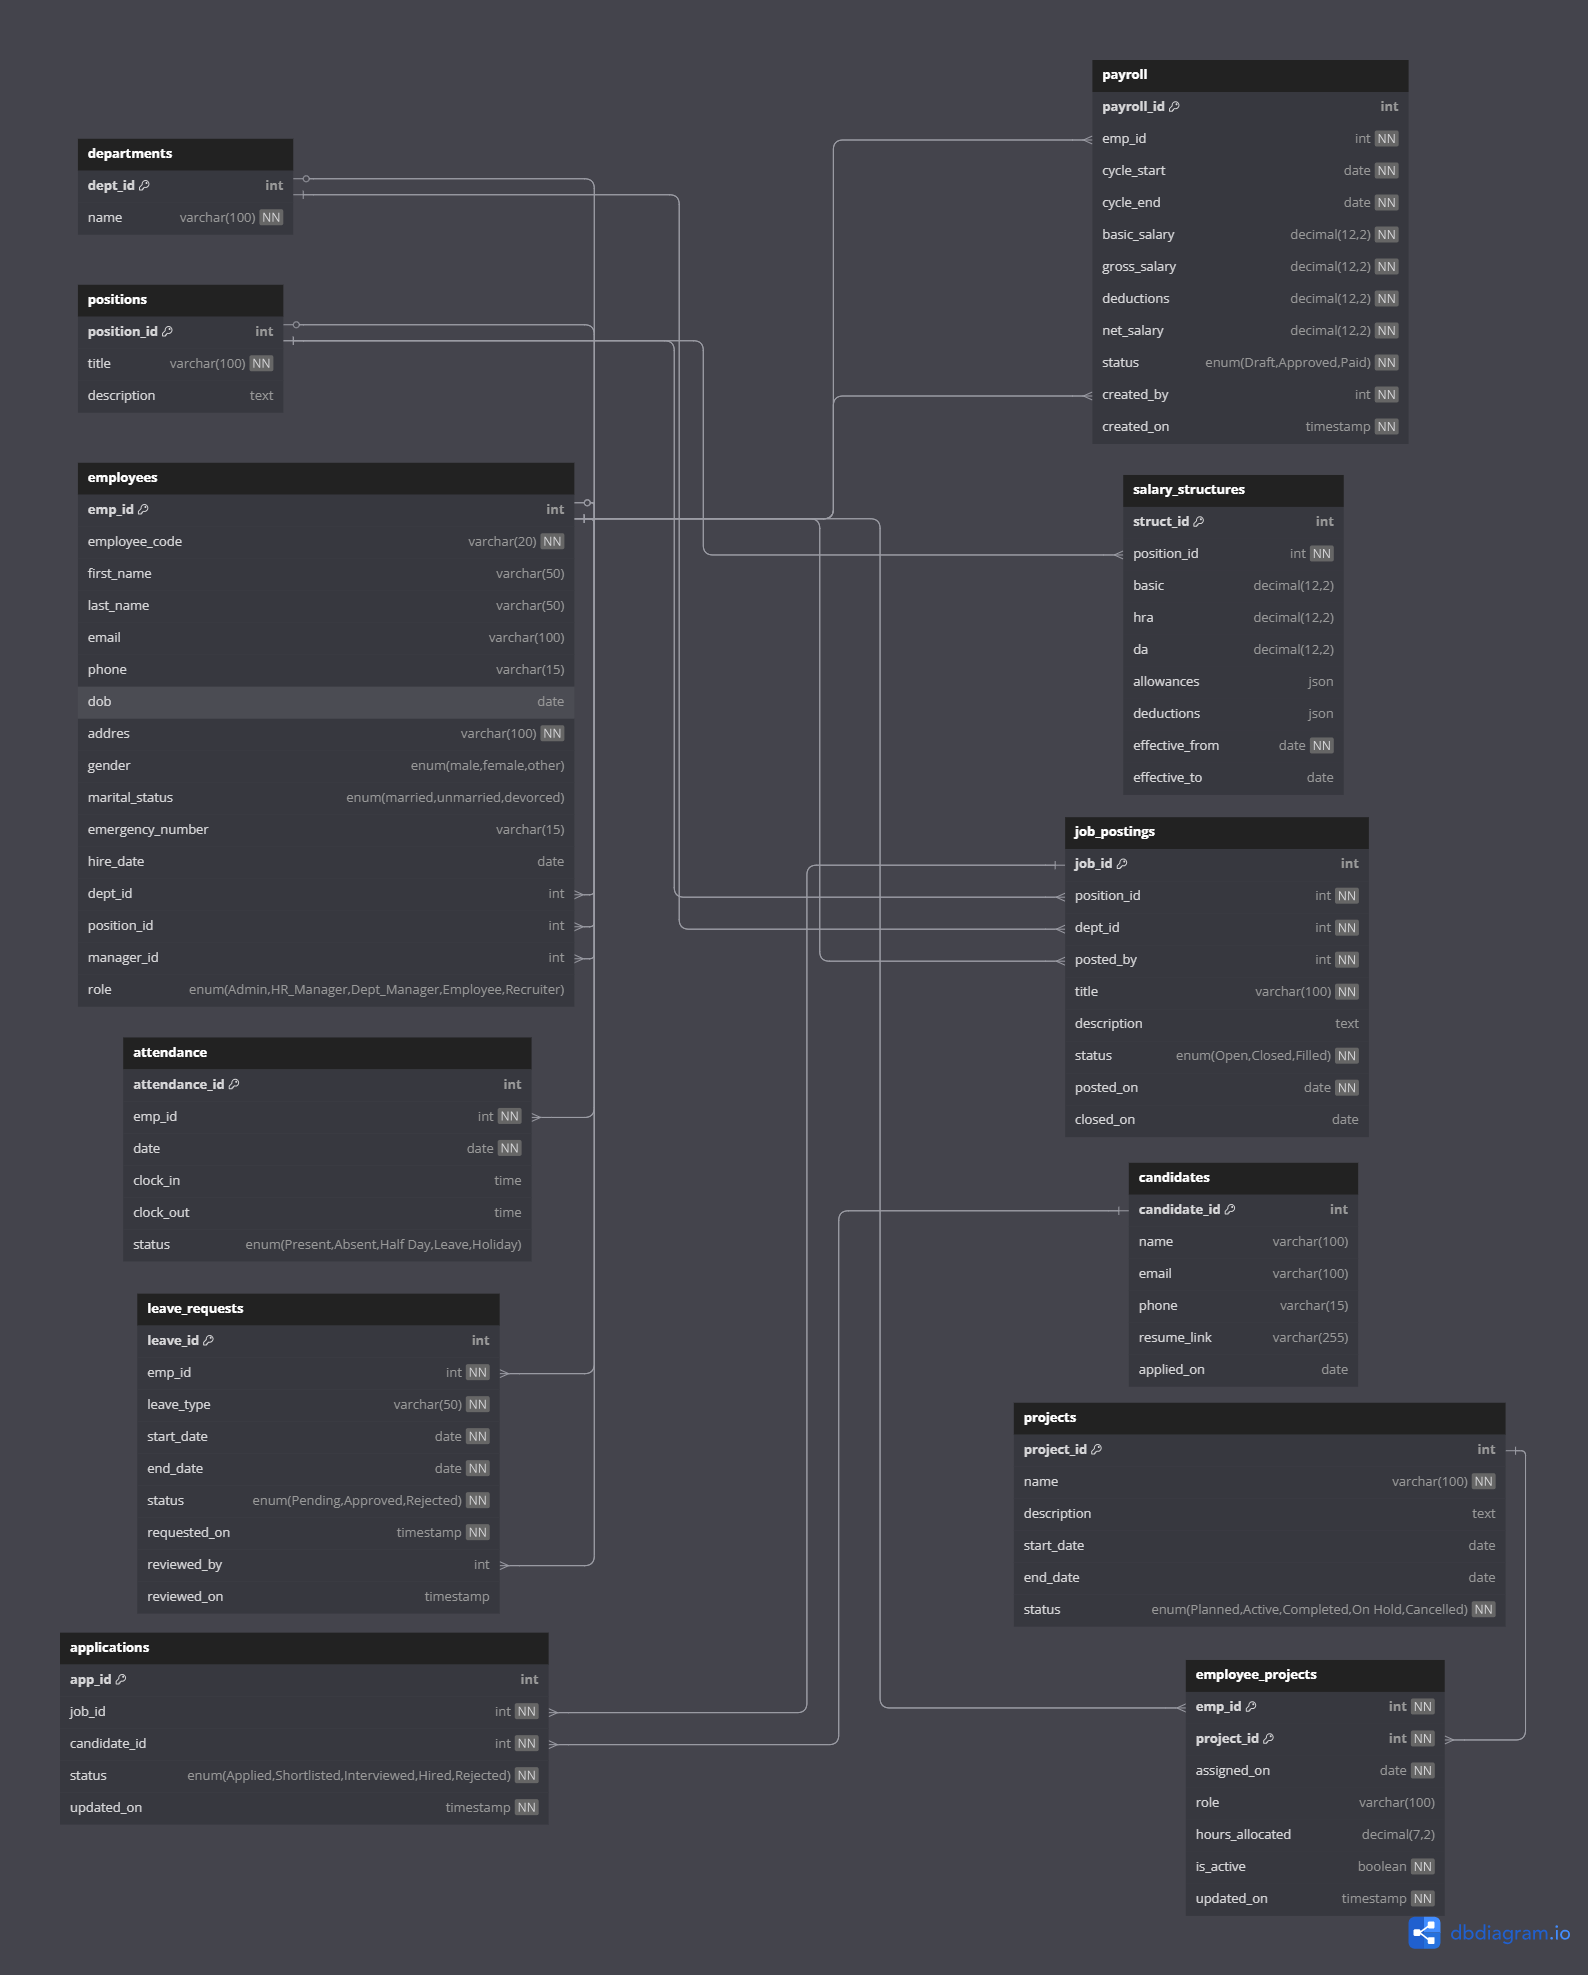 departments
dept_id int
name varchar(100) NN
positions
position_id int
title varchar(100) NN
description text
employees
emp_id int
employee_code varchar(20) NN
first_name varchar(50)
last_name varchar(50)
email varchar(100)
phone varchar(15)
dob date
addres varchar(100) NN
gender enum(male,female,other)
marital_status enum(married,unmarried,devorced)
emergency_number varchar(15)
hire_date date
dept_id int
position_id int
manager_id int
role enum(Admin,HR_Manager,Dept_Manager,Employee,Recruiter)
attendance
attendance_id int
emp_id int NN
date date NN
clock_in time
clock_out time
status enum(Present,Absent,Half Day,Leave,Holiday)
leave_requests
leave_id int
emp_id int NN
leave_type varchar(50) NN
start_date date NN
end_date date NN
status enum(Pending,Approved,Rejected) NN
requested_on timestamp NN
reviewed_by int
reviewed_on timestamp
applications
app_id int
job_id int NN
candidate_id int NN
status enum(Applied,Shortlisted,Interviewed,Hired,Rejected) NN
updated_on timestamp NN
payroll
payroll_id int
emp_id int NN
cycle_start date NN
cycle_end date NN
basic_salary decimal(12,2) NN
gross_salary decimal(12,2) NN
deductions decimal(12,2) NN
net_salary decimal(12,2) NN
status enum(Draft,Approved,Paid) NN
created_by int NN
created_on timestamp NN
salary_structures
struct_id int
position_id int NN
basic decimal(12,2)
hra decimal(12,2)
da decimal(12,2)
allowances json
deductions json
effective_from date NN
effective_to date
job_postings
job_id int
position_id int NN
dept_id int NN
posted_by int NN
title varchar(100) NN
description text
status enum(Open,Closed,Filled) NN
posted_on date NN
closed_on date
candidates
candidate_id int
name varchar(100)
email varchar(100)
phone varchar(15)
resume_link varchar(255)
applied_on date
projects
project_id int
name varchar(100) NN
description text
start_date date
end_date date
status enum(Planned,Active,Completed,On Hold,Cancelled) NN
employee_projects
emp_id int NN
project_id int NN
assigned_on date NN
role varchar(100)
hours_allocated decimal(7,2)
is_active boolean NN
updated_on timestamp NN
dbdiagram.io